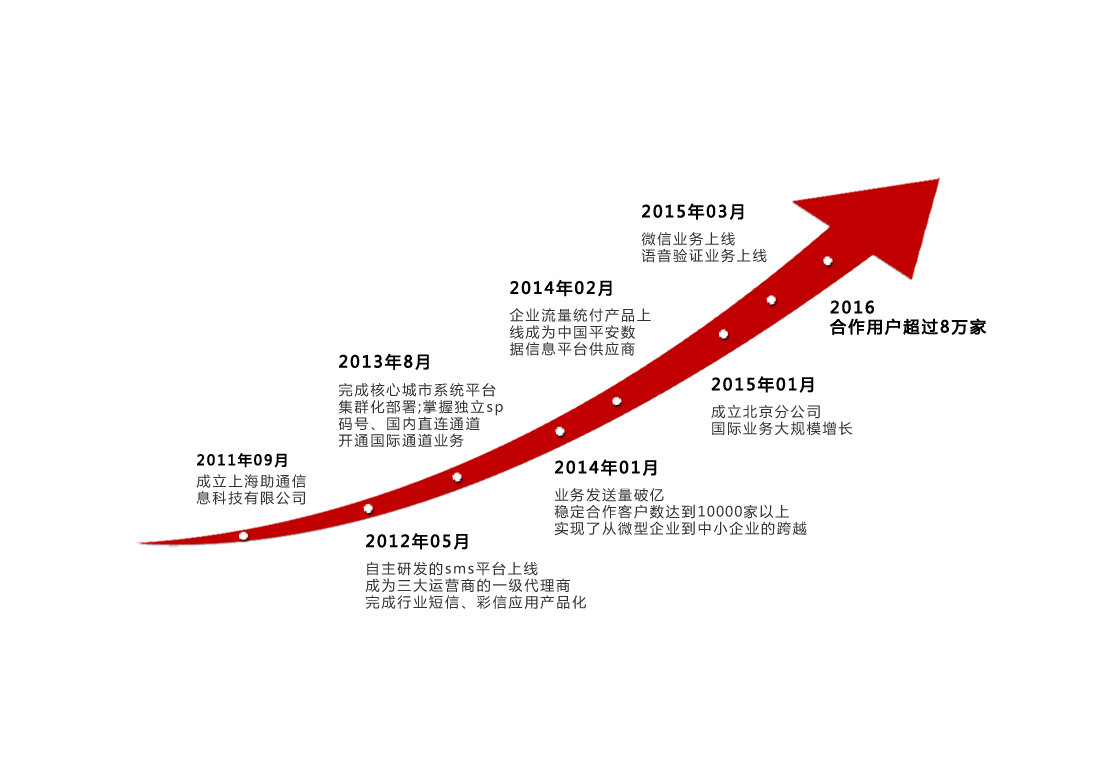 2015年03月
微信业务上线
语音验证业务上线
2014年02月
企业流量统付产品上
线成为中国平安数
据信息平台供应商
2016
合作用户超过8万家
2013年8月
完成核心城市系统平台
集群化部署;掌握独立sp
码号、国内直连通道
开通国际通道业务
2015年01月
成立北京分公司
国际业务大规模增长
2011年09月
成立上海助通信
息科技有限公司
2014年01月
业务发送量破亿
稳定合作客户数达到10000家以上
实现了从微型企业到中小企业的跨越
2012年05月
自主研发的sms平台上线
成为三大运营商的一级代理商
完成行业短信、彩信应用产品化